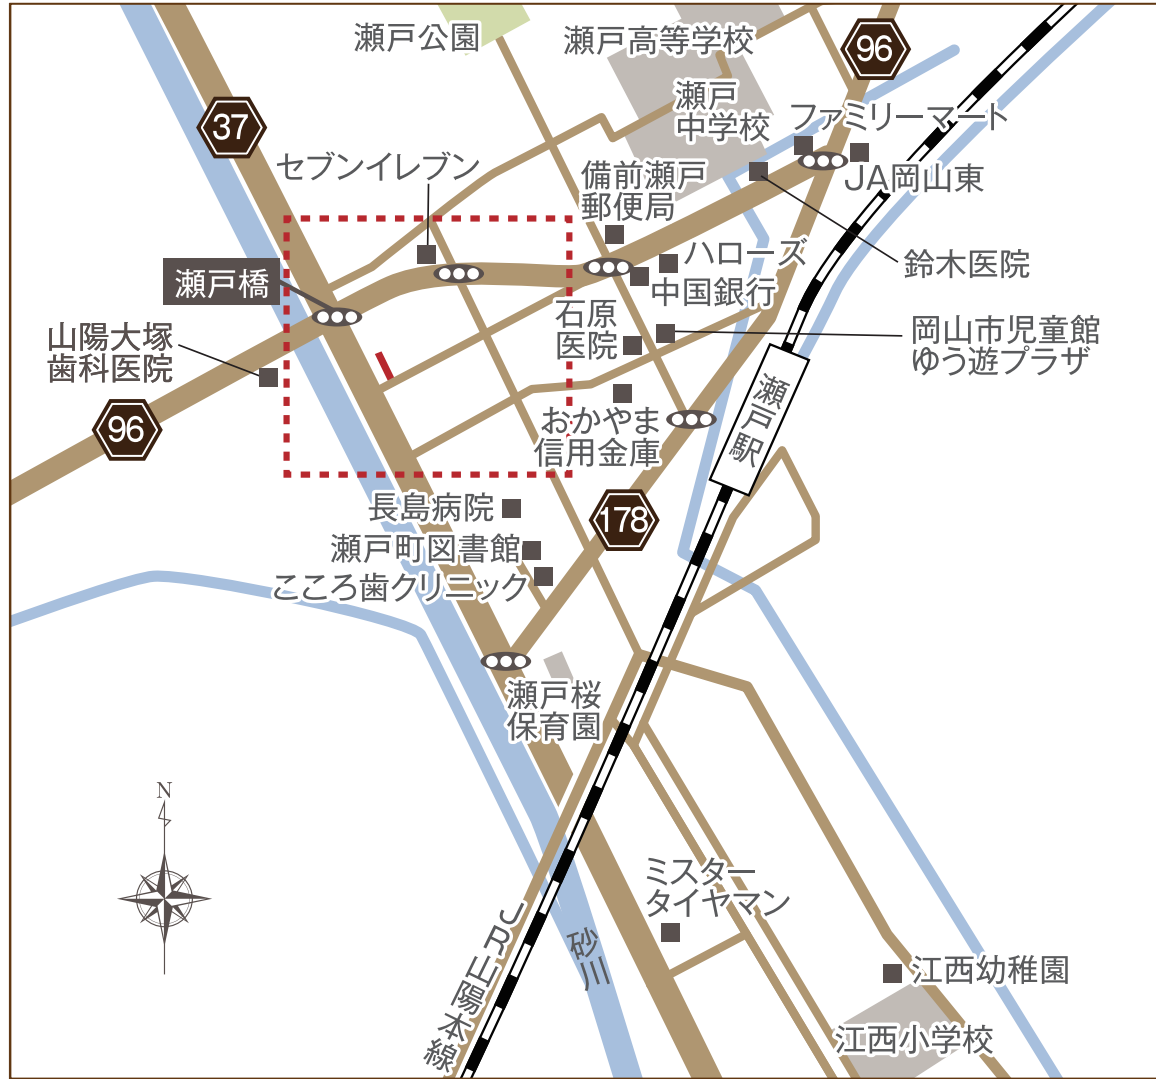 瀬戸公園
瀬戸高等学校
96
瀬戸
中学校
ファミリーマート
37
セブンイレブン
備前瀬戸
郵便局
JA岡山東
ハローズ
鈴木医院
瀬戸橋
中国銀行
石原
医院
岡山市児童館
ゆう遊プラザ
山陽大塚
歯科医院
瀬戸駅
96
おかやま
信用金庫
長島病院
178
瀬戸町図書館
こころ歯クリニック
瀬戸桜
保育園
N
ミスター
タイヤマン
JR山陽本線
砂川
江西幼稚園
江西小学校